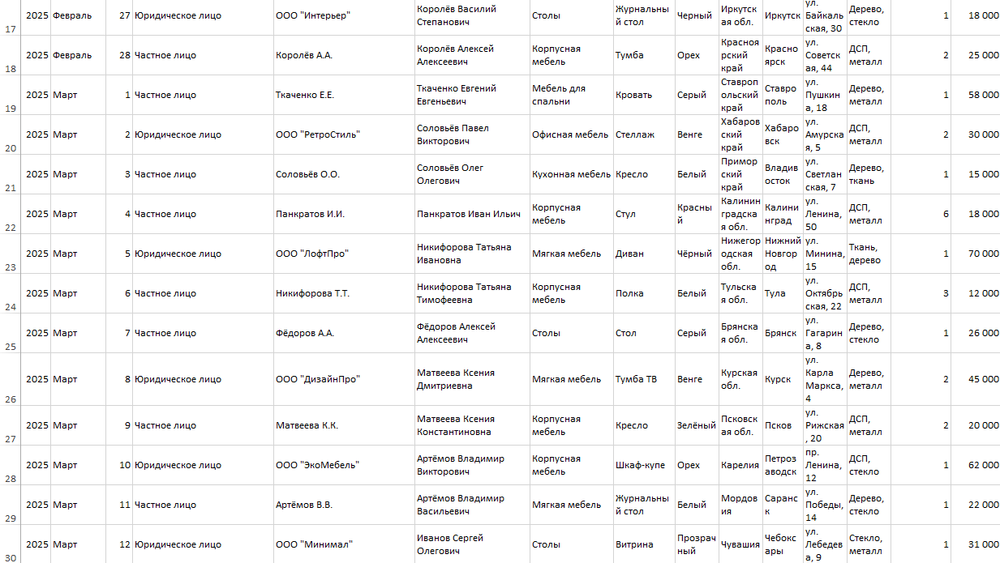 17 2025 Февраль 27 Юридическое лицо ООО "Интерьер" Королёв Василий Степанович Столы Журнальный стол Черный Иркутская обл. Иркутск ул. Байкальская, 30 Дерево, стекло 1 18 000
18 2025 Февраль 28 Частное лицо Королёв А.А. Королёв Алексей Алексеевич Корпусная мебель Тумба Орех Красноярский край Красноярск ул. Советская, 44 ДСП, металл 2 25 000
19 2025 Март 1 Частное лицо Ткаченко Е.Е. Ткаченко Евгений Евгеньевич Мебель для спальни Кровать Серый Ставропольский край Ставрополь ул. Пушкина, 18 Дерево, металл 1 58 000
20 2025 Март 2 Юридическое лицо ООО "РетроСтиль" Соловьёв Павел Викторович Офисная мебель Стеллаж Венге Хабаровский край Хабаровск ул. Амурская, 5 ДСП, металл 2 30 000
21 2025 Март 3 Частное лицо Соловьёв О.О. Соловьёв Олег Олегович Кухонная мебель Кресло Белый Приморский край Владивосток ул. Светланская, 7 Дерево, ткань 1 15 000
22 2025 Март 4 Частное лицо Панкратов И.И. Панкратов Иван Ильич Корпусная мебель Стул Красный Калининградская обл. Калининград ул. Ленина, 50 ДСП, металл 6 18 000
23 2025 Март 5 Юридическое лицо ООО "ЛофтПро" Никифорова Татьяна Ивановна Мягкая мебель Диван Чёрный Нижегородская обл. Нижний Новгород ул. Минина, 15 Ткань, дерево 1 70 000
24 2025 Март 6 Частное лицо Никифорова Т.Т. Никифорова Татьяна Тимофеевна Корпусная мебель Полка Белый Тульская обл. Тула ул. Октябрьская, 22 ДСП, металл 3 12 000
25 2025 Март 7 Частное лицо Фёдоров А.А. Фёдоров Алексей Алексеевич Столы Стол Серый Брянская обл. Брянск ул. Гагарина, 8 Дерево, стекло 1 26 000
26 2025 Март 8 Юридическое лицо ООО "ДизайнПро" Матвеева Ксения Дмитриевна Мягкая мебель Тумба ТВ Венге Курская обл. Курск ул. Карла Маркса, 4 Дерево, металл 2 45 000
27 2025 Март 9 Частное лицо Матвеева К.К. Матвеева Ксения Константиновна Корпусная мебель Кресло Зелёный Псковская обл. Псков ул. Рижская, 20 ДСП, металл 2 20 000
28 2025 Март 10 Юридическое лицо ООО "ЭкоМебель" Артёмов Владимир Викторович Корпусная мебель Шкаф-купе Орех Карелия Петрозаводск пр. Ленина, 12 ДСП, стекло 1 62 000
29 2025 Март 11 Частное лицо Артёмов В.В. Артёмов Владимир Васильевич Мягкая мебель Журнальный стол Белый Мордовия Саранск ул. Победы, 14 Дерево, стекло 1 22 000
30 2025 Март 12 Юридическое лицо ООО "Минимал" Иванов Сергей Олегович Столы Витрина Прозрачный Чувашия Чебоксары ул. Лебедева, 9 Стекло, металл 1 31 000